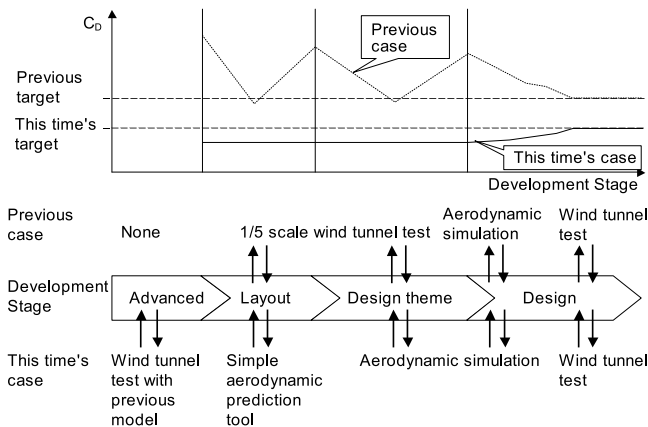 C_D
Previous
case
Previous
target
This time's
target
This time's case
Development Stage
Previous
case
None
1/5 scale wind tunnel test
Aerodynamic
simulation
Wind tunnel
test
Development
Stage
Advanced
Layout
Design theme
Design
This time's
case
Wind tunnel
test with
previous
model
Simple
aerodynamic
prediction
tool
Aerodynamic simulation
Wind tunnel
test